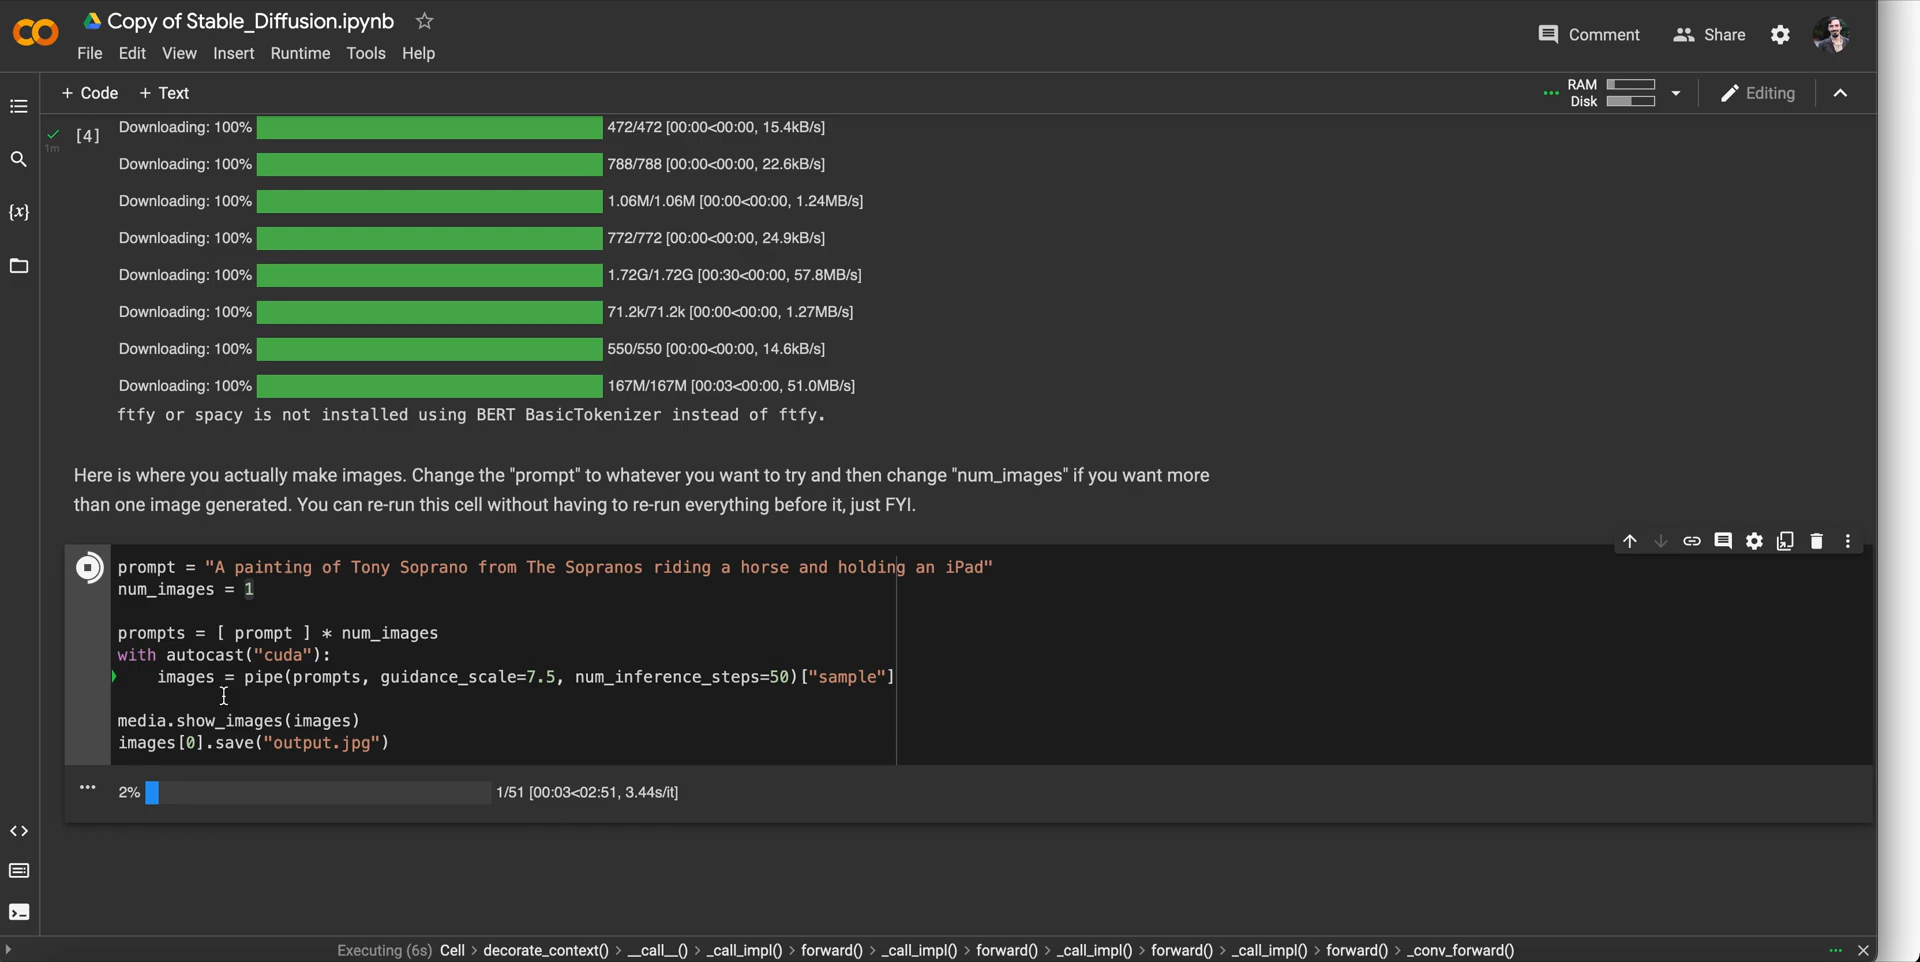 Copy of Stable_Diffusion.ipynb
Comment
Share
File Edit View Insert Runtime Tools Help
+ Code + Text
RAM
Disk
Editing
[4]
1m
Downloading: 100% 472/472 [00:00<00:00, 15.4kB/s]
Downloading: 100% 788/788 [00:00<00:00, 22.6kB/s]
Downloading: 100% 1.06M/1.06M [00:00<00:00, 1.24MB/s]
Downloading: 100% 772/772 [00:00<00:00, 24.9kB/s]
Downloading: 100% 1.72G/1.72G [00:30<00:00, 57.8MB/s]
Downloading: 100% 71.2k/71.2k [00:00<00:00, 1.27MB/s]
Downloading: 100% 550/550 [00:00<00:00, 14.6kB/s]
Downloading: 100% 167M/167M [00:03<00:00, 51.0MB/s]
ftfy or spacy is not installed using BERT BasicTokenizer instead of ftfy.
Here is where you actually make images. Change the "prompt" to whatever you want to try and then change "num_images" if you want more
than one image generated. You can re-run this cell without having to re-run everything before it, just FYI.
prompt = "A painting of Tony Soprano from The Sopranos riding a horse and holding an iPad"
num_images = 1
prompts = [ prompt ] * num_images
with autocast("cuda"):
images = pipe(prompts, guidance_scale=7.5, num_inference_steps=50)["sample"]
media.show_images(images)
images[0].save("output.jpg")
2% 1/51 [00:03<02:51, 3.44s/it]
Executing (6s) Cell > decorate_context() > __call__() > _call_impl() > forward() > _call_impl() > forward() > _call_impl() > forward() > _call_impl() > forward() > _conv_forward()